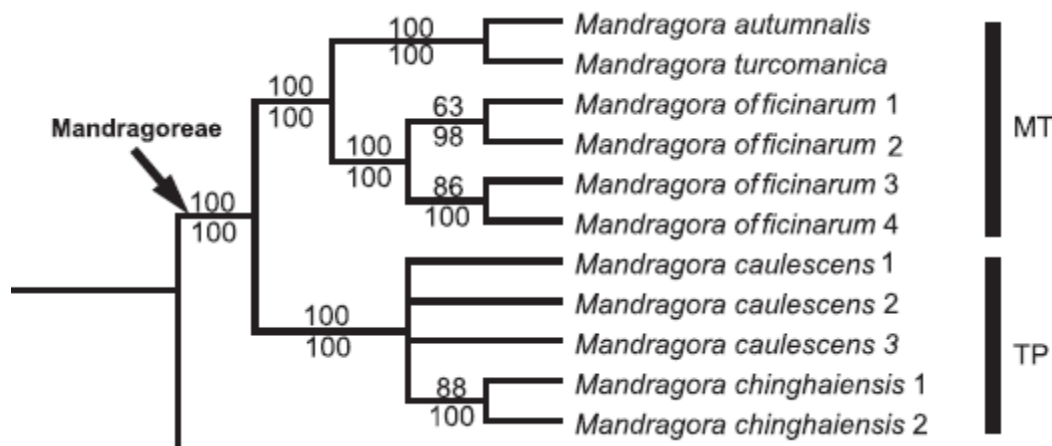 Mandragoreae
100
100
100
100
100
100
100
100
63
98
86
100
100
100
88
100
Mandragora autumnalis
Mandragora turcomanica
Mandragora officinarum 1
Mandragora officinarum 2
Mandragora officinarum 3
Mandragora officinarum 4
Mandragora caulescens 1
Mandragora caulescens 2
Mandragora caulescens 3
Mandragora chinghaiensis 1
Mandragora chinghaiensis 2
MT
TP